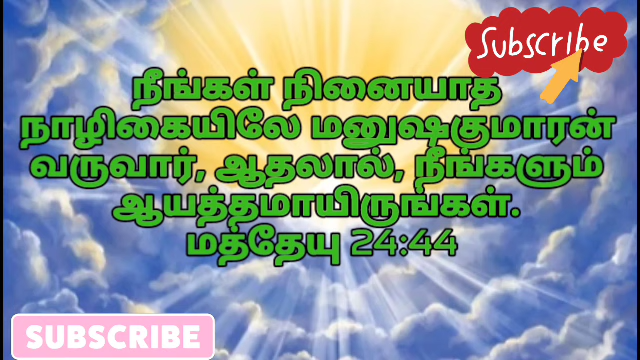 Subscribe
நீங்கள் நினையாத
நாழிகையிலே மனுஷகுமாரன்
வருவார், ஆதலால், நீங்களும்
ஆயத்தமாயிருங்கள்.
மத்தேயு 24:44
SUBSCRIBE